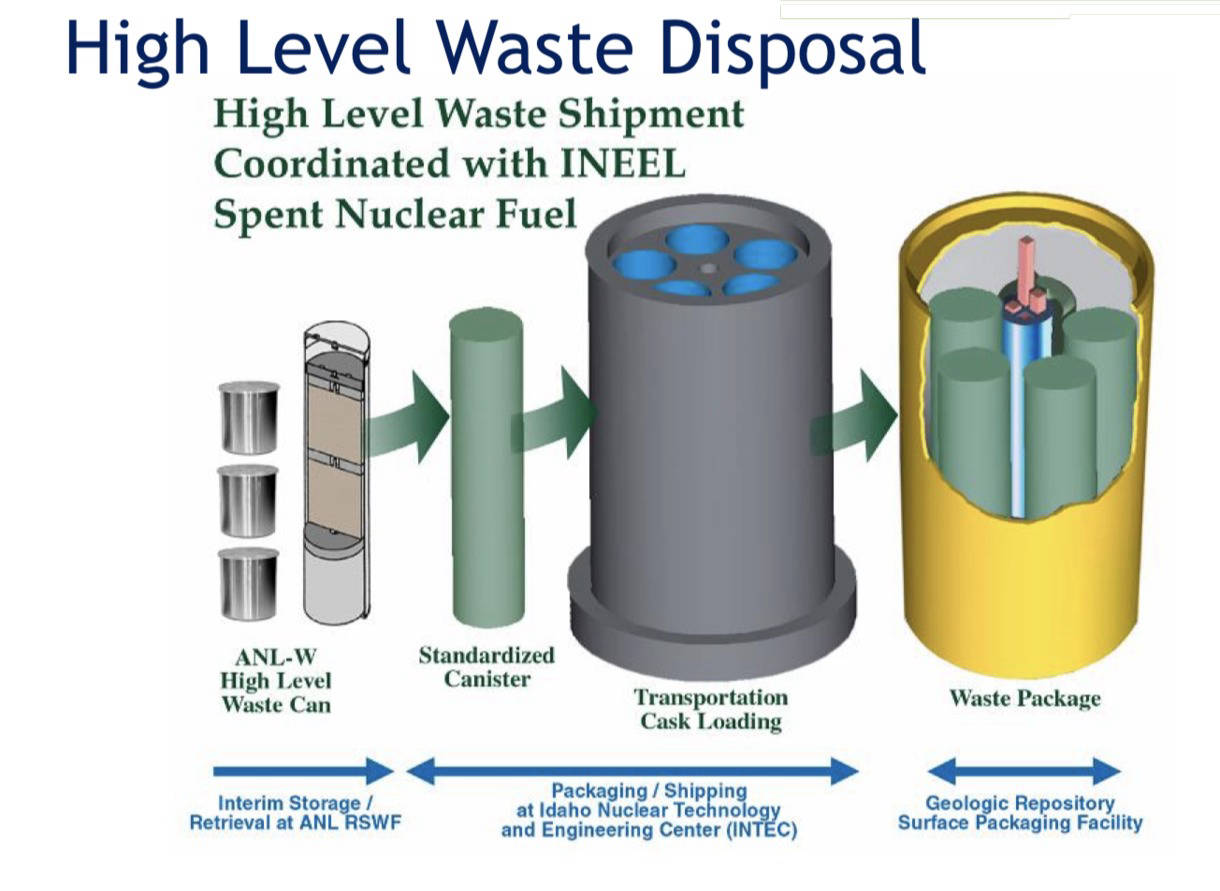 High Level Waste Disposal
High Level Waste Shipment
Coordinated with INEEL
Spent Nuclear Fuel
ANL-W
High Level
Waste Can
Standardized
Canister
Transportation
Cask Loading
Waste Package
Interim Storage /
Retrieval at ANL RSWF
Packaging / Shipping
at Idaho Nuclear Technology
and Engineering Center (INTEC)
Geologic Repository
Surface Packaging Facility